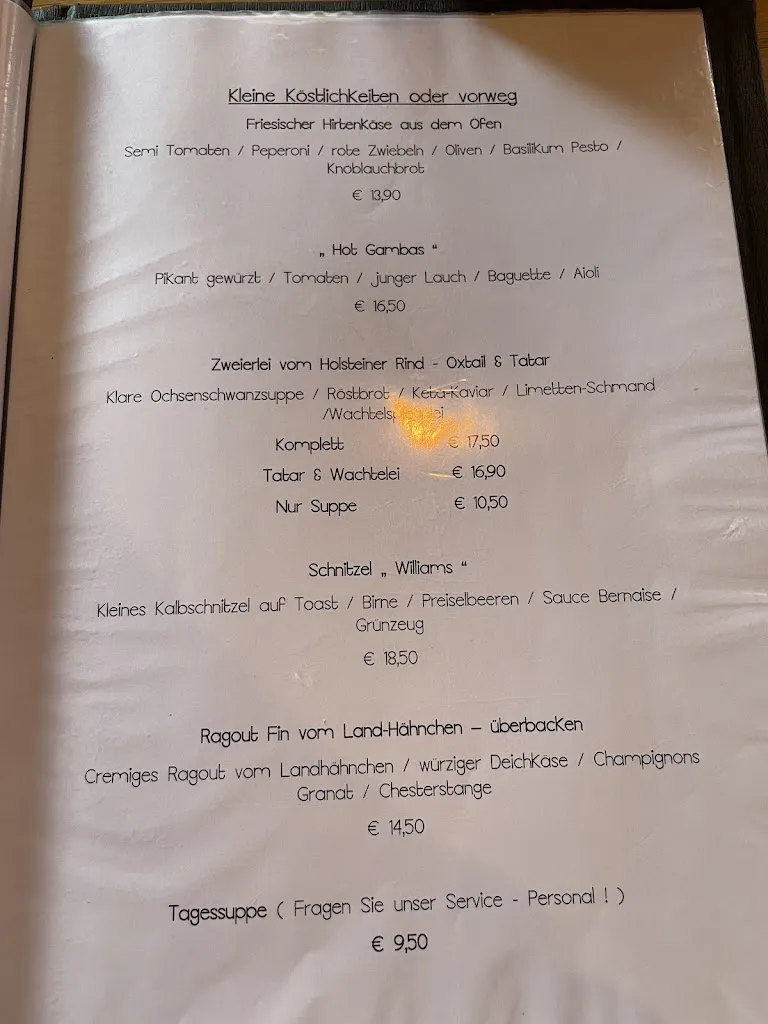 Kleine Köstlichkeiten oder vorweg
Friesischer Hirtenkäse aus dem Ofen
Semi Tomaten / Peperoni / rote Zwiebeln / Oliven / Basilikum Pesto /
Knoblauchbrot
€ 13,90
„ Hot Gambas “
Pikant gewürzt / Tomaten / junger Lauch / Baguette / Aioli
€ 16,50
Zweierlei vom Holsteiner Rind - Oxtail & Tatar
Klare Ochsenschwanzsuppe / Röstbrot / Keta-Kaviar / Limetten-Schmand
Komplett € 17,50
Tatar & Wachtelei € 16,90
Nur Suppe € 10,50
Schnitzel „ Williams “
Kleines Kalbschnitzel auf Toast / Birne / Preiselbeeren / Sauce Bernaise /
Grünzeug
€ 18,50
Ragout Fin vom Land-Hähnchen – überbacken
Cremiges Ragout vom Landhähnchen / würziger Deichkäse / Champignons
Granat / Chesterstange
€ 14,50
Tagessuppe ( Fragen Sie unser Service - Personal ! )
€ 9,50